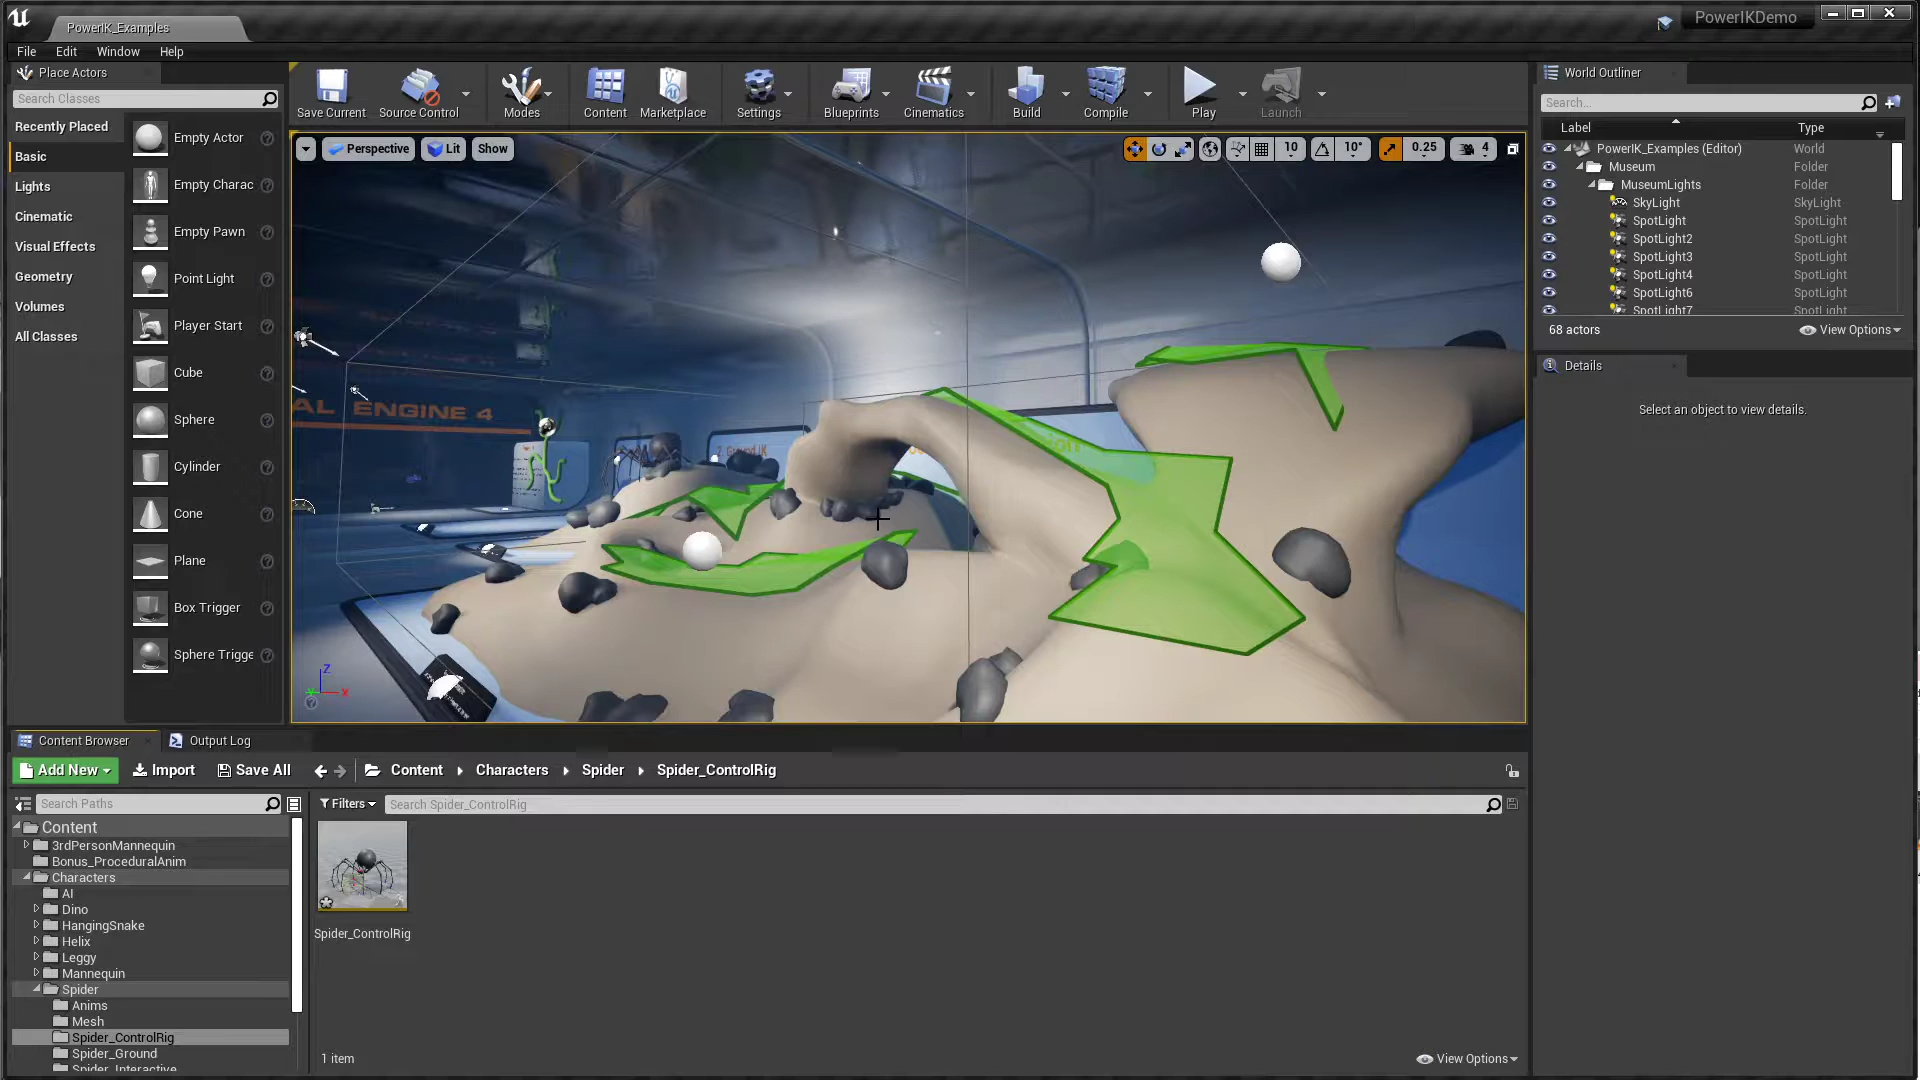 PowerIK_Examples
PowerIKDemo
File Edit Window Help
Place Actors
Search Classes
Recently Placed
Basic
Lights
Cinematic
Visual Effects
Geometry
Volumes
All Classes
Empty Actor
Empty Charac
Empty Pawn
Point Light
Player Start
Cube
Sphere
Cylinder
Cone
Plane
Box Trigger
Sphere Trigge
Save Current
Source Control
Modes
Content
Marketplace
Settings
Blueprints
Cinematics
Build
Compile
Play
Launch
Perspective
Lit
Show
10
10°
0.25
4
AL ENGINE 4
Z
X
World Outliner
Search...
Label Type
PowerIK_Examples (Editor) World
Museum Folder
MuseumLights Folder
SkyLight SkyLight
SpotLight SpotLight
SpotLight2 SpotLight
SpotLight3 SpotLight
SpotLight4 SpotLight
SpotLight6 SpotLight
SpotLight7 SpotLight
68 actors
View Options
Details
Select an object to view details.
Content Browser
Output Log
Add New
Import
Save All
Content
Characters
Spider
Spider_ControlRig
Search Paths
Filters
Search Spider_ControlRig
Content
3rdPersonMannequin
Bonus_ProceduralAnim
Characters
AI
Dino
HangingSnake
Helix
Leggy
Mannequin
Spider
Anims
Mesh
Spider_ControlRig
Spider_Ground
Spider_Interactive
Spider_ControlRig
1 item
View Options